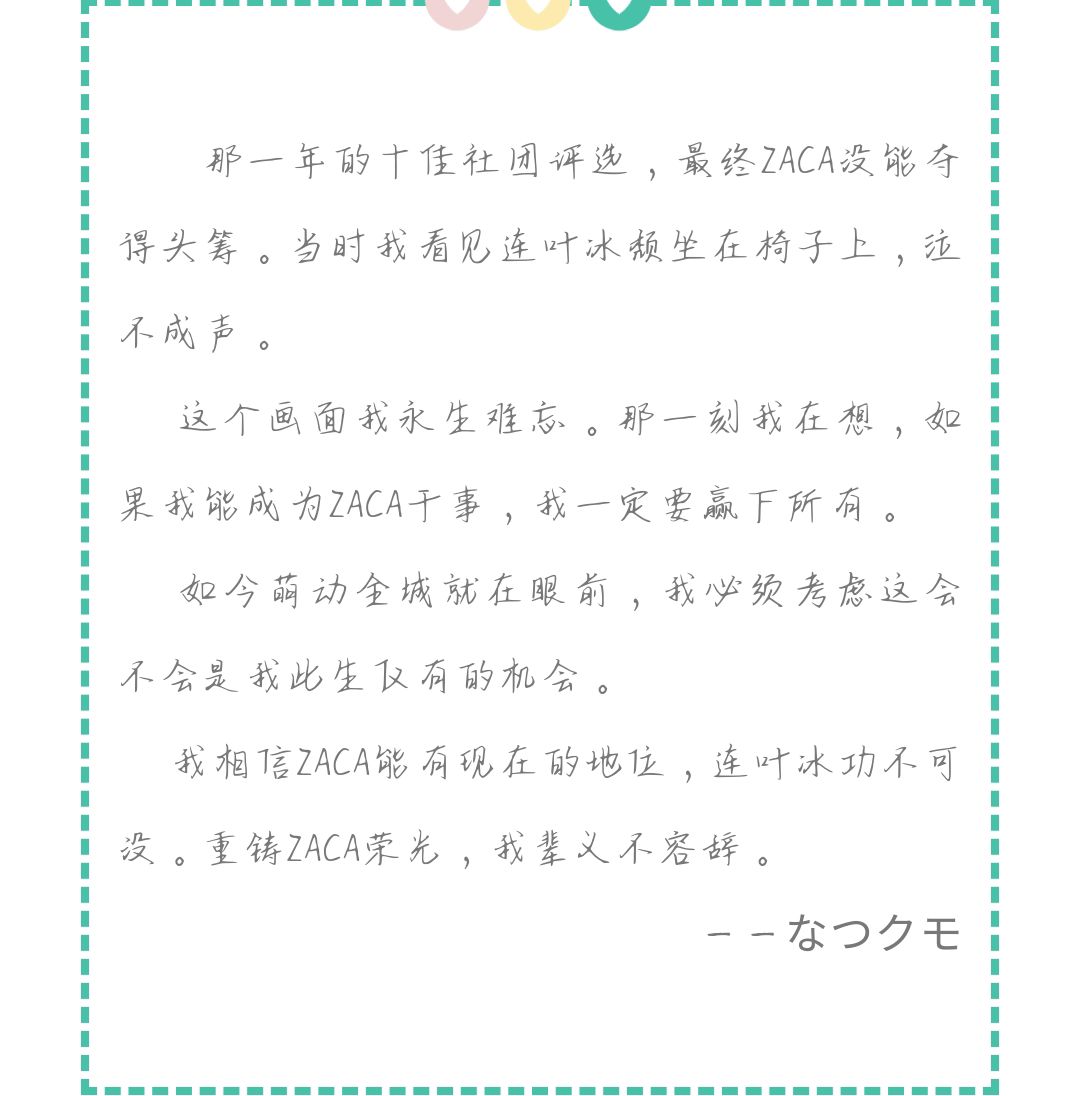 那一年的十佳社团评选，最终ZACA没能夺
得头筹。当时我看见连叶冰颓坐在椅子上，泣
不成声。
这个画面我永生难忘。那一刻我在想，如
果我能成为ZACA干事，我一定要赢下所有。
如今萌动全城就在眼前，我必须考虑这会
不会是我此生仅有的机会。
我相信ZACA能有现在的地位，连叶冰功不可
没。重铸ZACA荣光，我辈义不容辞。
——なつクモ